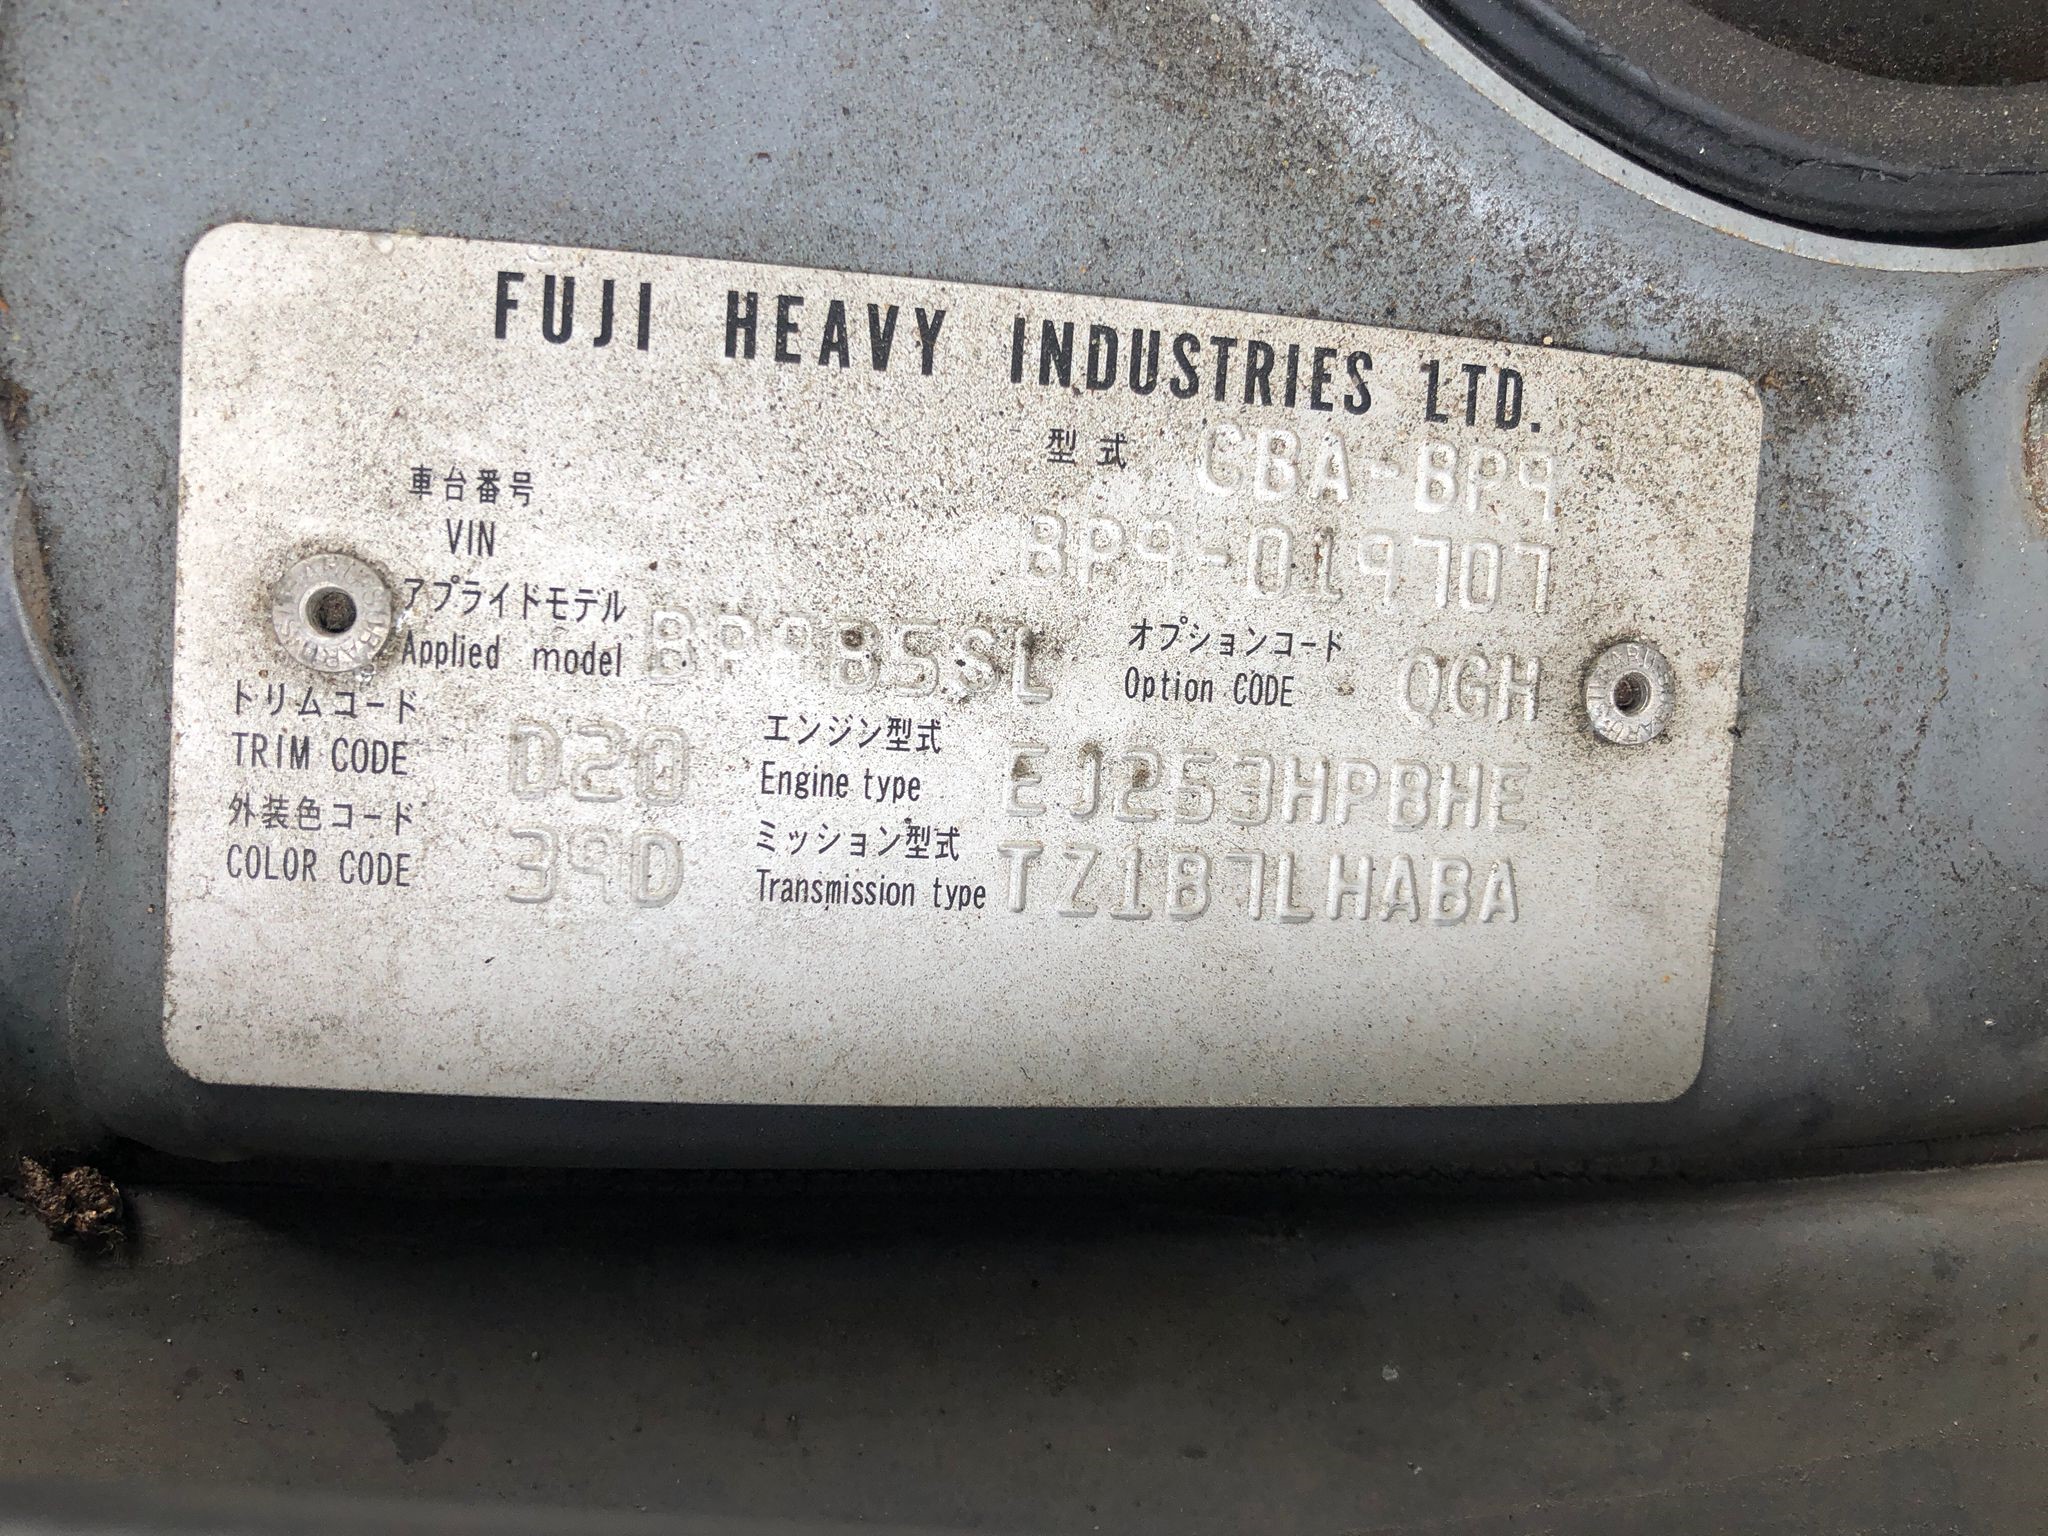 FUJI HEAVY INDUSTRIES LTD.
型式 CBA-BP9
車台番号
VIN BP9-019707
アプライドモデル オプションコード
Applied model BP9B5SL Option CODE QGH
トリムコード エンジン型式
TRIM CODE D20 Engine type EJ253HPBHE
外装色コード ミッション型式
COLOR CODE 39D Transmission type TZ1B7LHABA
SUBARU
SUBARU